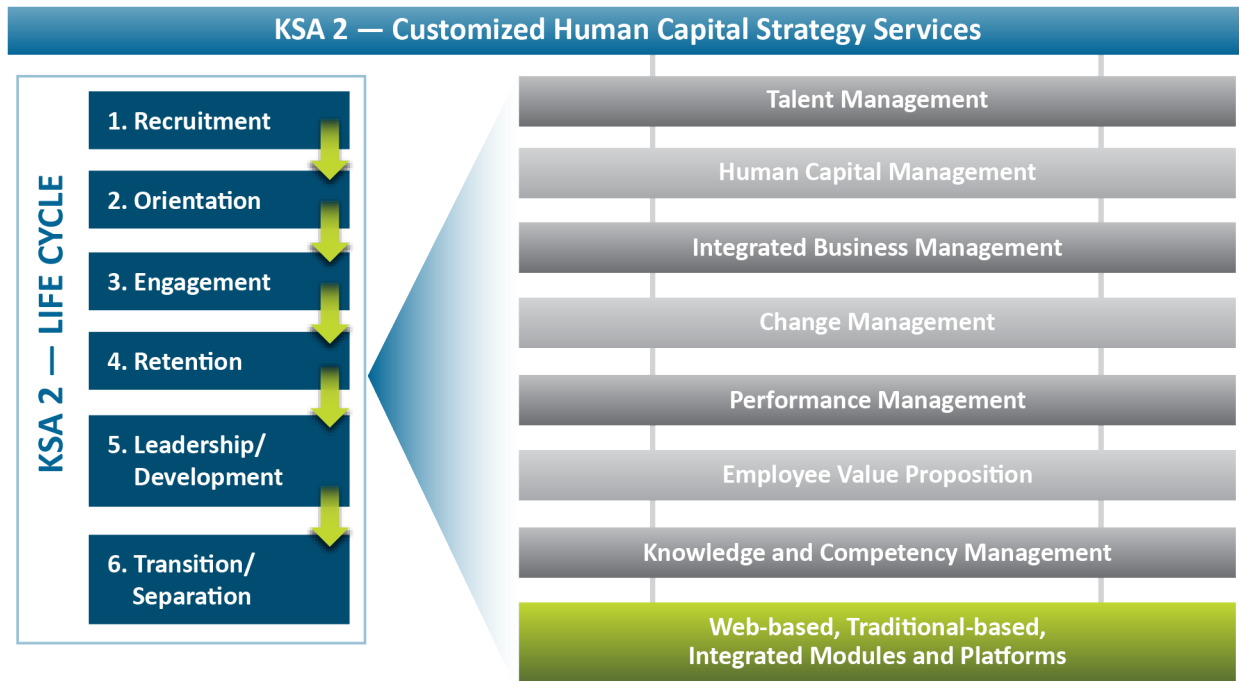 KSA 2 — Customized Human Capital Strategy Services
KSA 2 — LIFE CYCLE
1. Recruitment
2. Orientation
3. Engagement
4. Retention
5. Leadership/
Development
6. Transition/
Separation
Talent Management
Human Capital Management
Integrated Business Management
Change Management
Performance Management
Employee Value Proposition
Knowledge and Competency Management
Web-based, Traditional-based,
Integrated Modules and Platforms